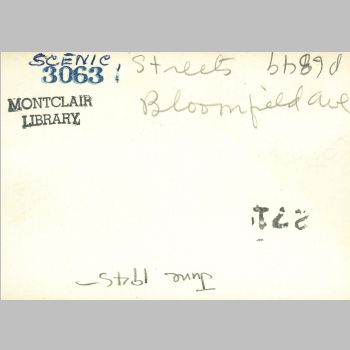 SCENIC
3063
Streets
Bloomfield Ave
MONTCLAIR
LIBRARY
June 1945